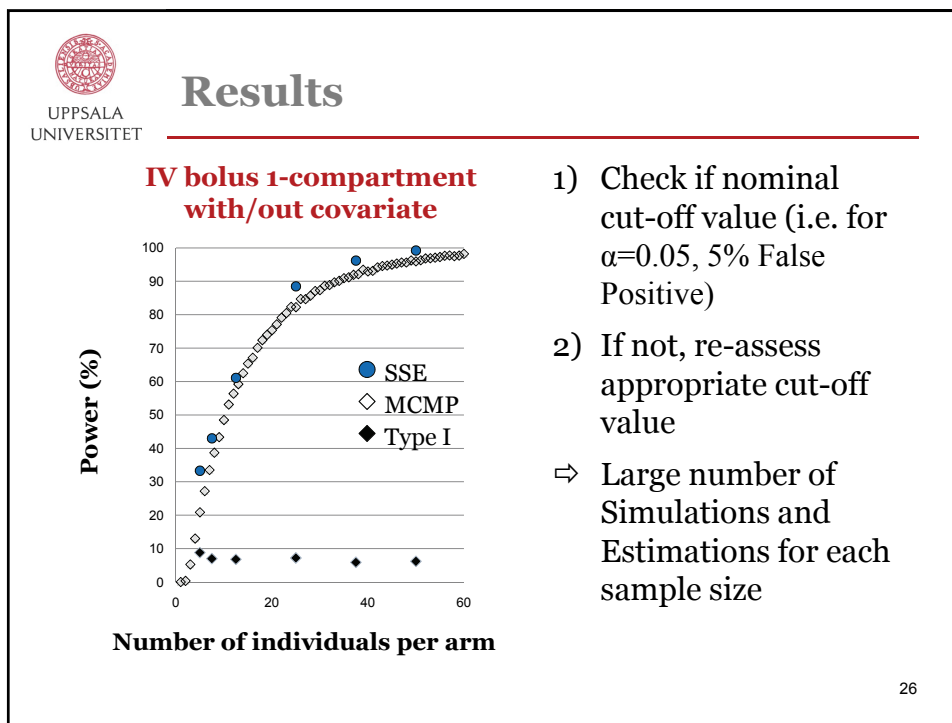 UPPSALA
UNIVERSITET
Results
IV bolus 1-compartment
with/out covariate
100
90
80
70
60
50
40
30
20
10
0
0
20
40
60
Power (%)
SSE
MCMP
Type I
Number of individuals per arm
1) Check if nominal
cut-off value (i.e. for
α=0.05, 5% False
Positive)
2) If not, re-assess
appropriate cut-off
value
⇨ Large number of
Simulations and
Estimations for each
sample size
26